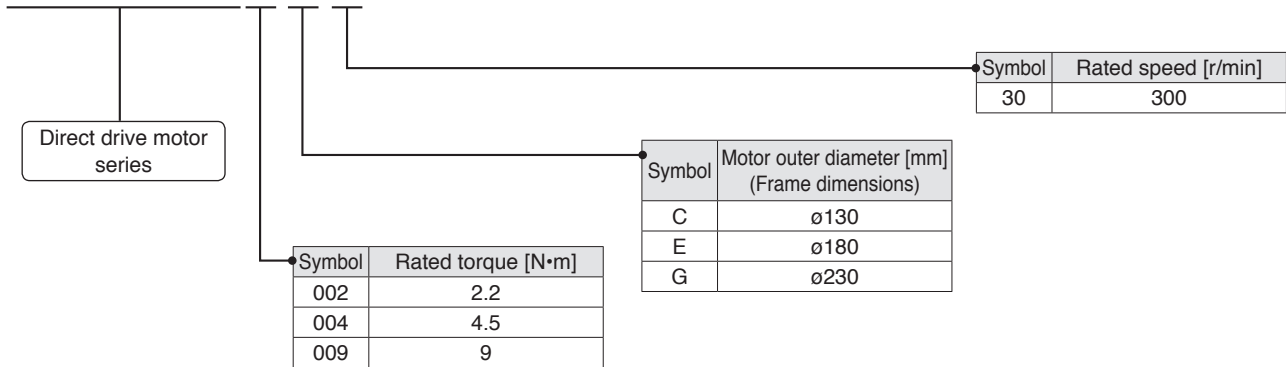 Symbol Rated speed [r/min]
30 300
Direct drive motor
series
Symbol Motor outer diameter [mm]
(Frame dimensions)
C ø130
E ø180
G ø230
Symbol Rated torque [N•m]
002 2.2
004 4.5
009 9